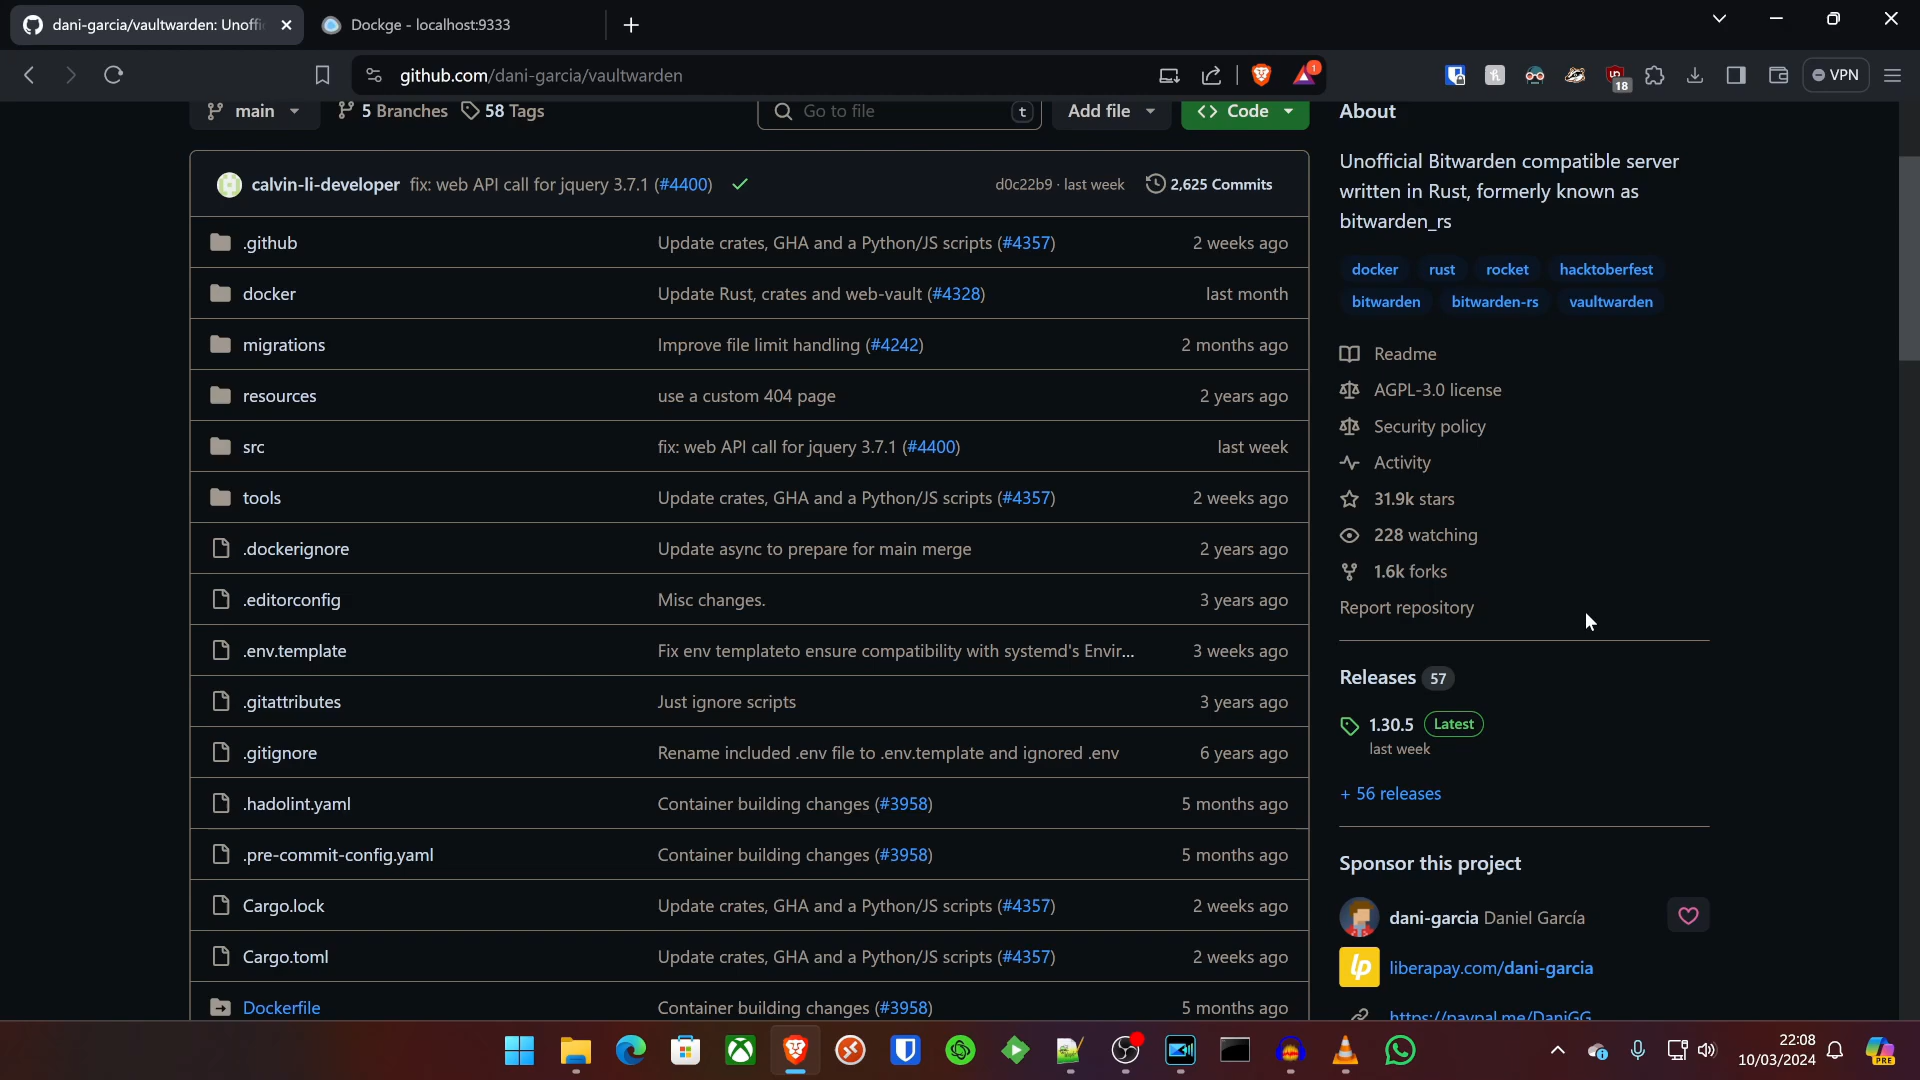 dani-garcia/vaultwarden: Unoffi
Dockge - localhost:9333
github.com/dani-garcia/vaultwarden
1
18
VPN
main
5 Branches
58 Tags
Go to file
t
Add file
Code
calvin-li-developer fix: web API call for jquery 3.7.1 (#4400)
d0c22b9 · last week
2,625 Commits
.github Update crates, GHA and a Python/JS scripts (#4357) 2 weeks ago
docker Update Rust, crates and web-vault (#4328) last month
migrations Improve file limit handling (#4242) 2 months ago
resources use a custom 404 page 2 years ago
src fix: web API call for jquery 3.7.1 (#4400) last week
tools Update crates, GHA and a Python/JS scripts (#4357) 2 weeks ago
.dockerignore Update async to prepare for main merge 2 years ago
.editorconfig Misc changes. 3 years ago
.env.template Fix env templateto ensure compatibility with systemd's Envir... 3 weeks ago
.gitattributes Just ignore scripts 3 years ago
.gitignore Rename included .env file to .env.template and ignored .env 6 years ago
.hadolint.yaml Container building changes (#3958) 5 months ago
.pre-commit-config.yaml Container building changes (#3958) 5 months ago
Cargo.lock Update crates, GHA and a Python/JS scripts (#4357) 2 weeks ago
Cargo.toml Update crates, GHA and a Python/JS scripts (#4357) 2 weeks ago
Dockerfile Container building changes (#3958) 5 months ago
About
Unofficial Bitwarden compatible server
written in Rust, formerly known as
bitwarden_rs
docker rust rocket hacktoberfest
bitwarden bitwarden-rs vaultwarden
Readme
AGPL-3.0 license
Security policy
Activity
31.9k stars
228 watching
1.6k forks
Report repository
Releases 57
1.30.5 Latest
last week
+ 56 releases
Sponsor this project
dani-garcia Daniel García
lp liberapay.com/dani-garcia
https://paypal.me/DaniGG
22:08
10/03/2024
PRE